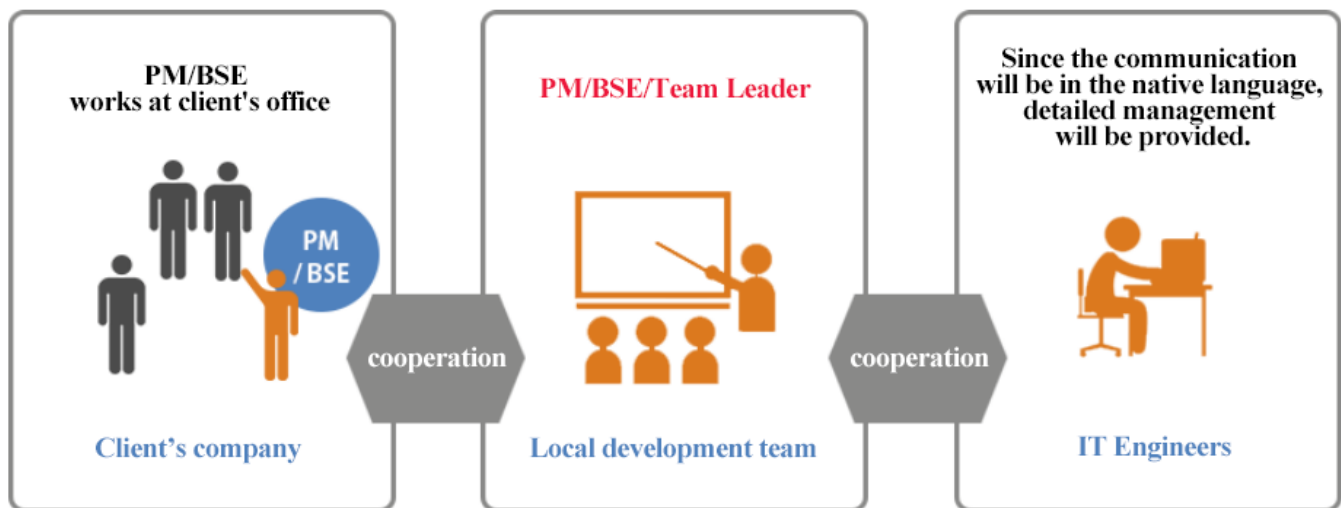 PM/BSE
works at client's office
PM
/ BSE
Client's company
cooperation
PM/BSE/Team Leader
Local development team
cooperation
Since the communication
will be in the native language,
detailed management
will be provided.
IT Engineers